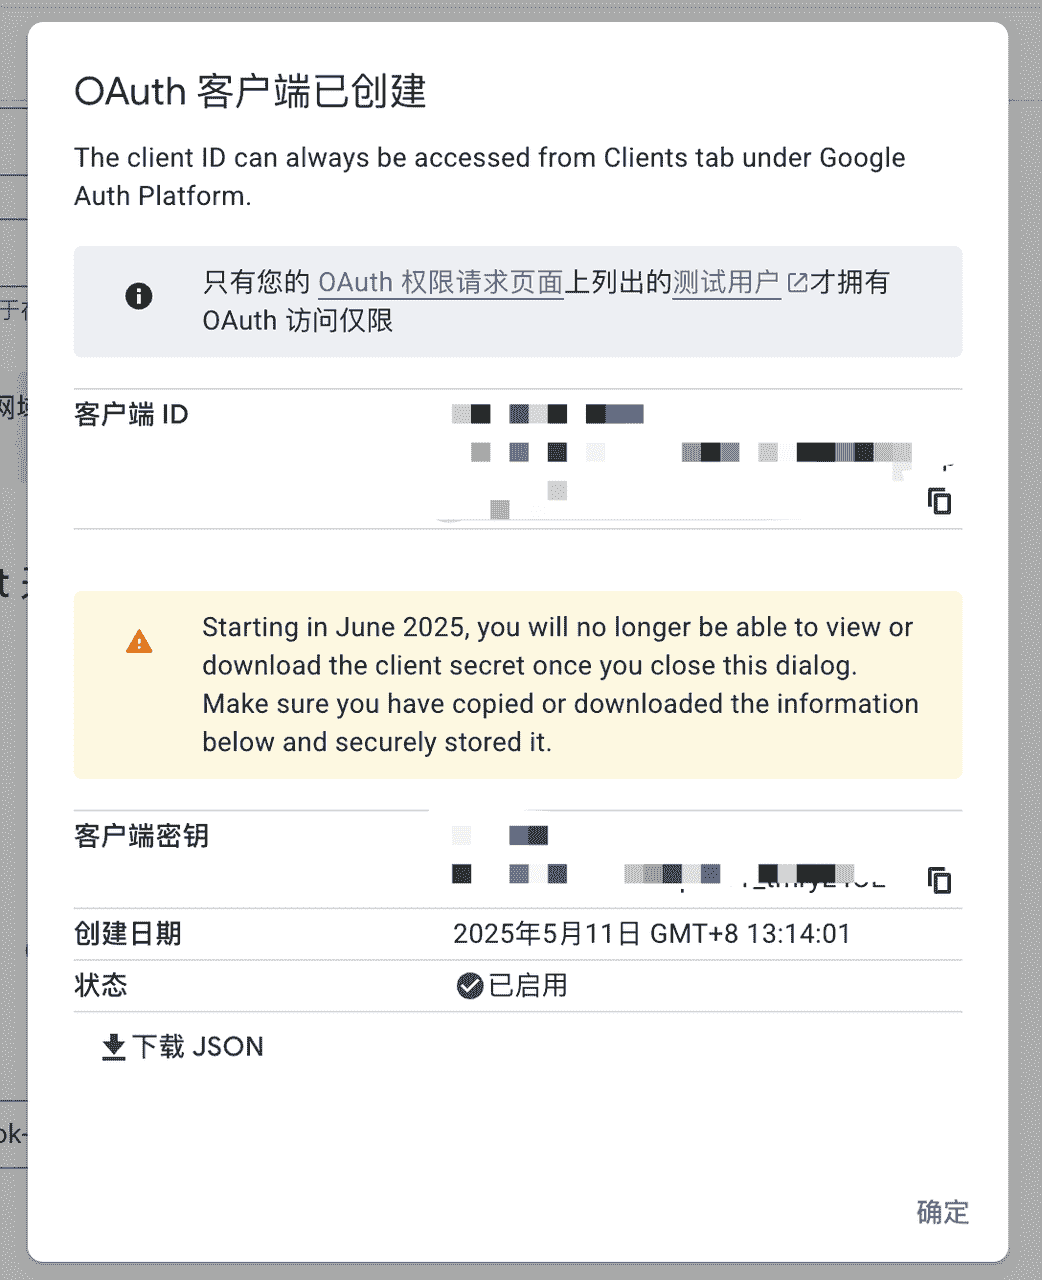 OAuth 客户端已创建
The client ID can always be accessed from Clients tab under Google
Auth Platform.
只有您的 OAuth 权限请求页面上列出的测试用户 才拥有
OAuth 访问仅限
于
网
客户端 ID
t
Starting in June 2025, you will no longer be able to view or
download the client secret once you close this dialog.
Make sure you have copied or downloaded the information
below and securely stored it.
客户端密钥
创建日期 2025年5月11日 GMT+8 13:14:01
状态 已启用
下载 JSON
ok-
确定